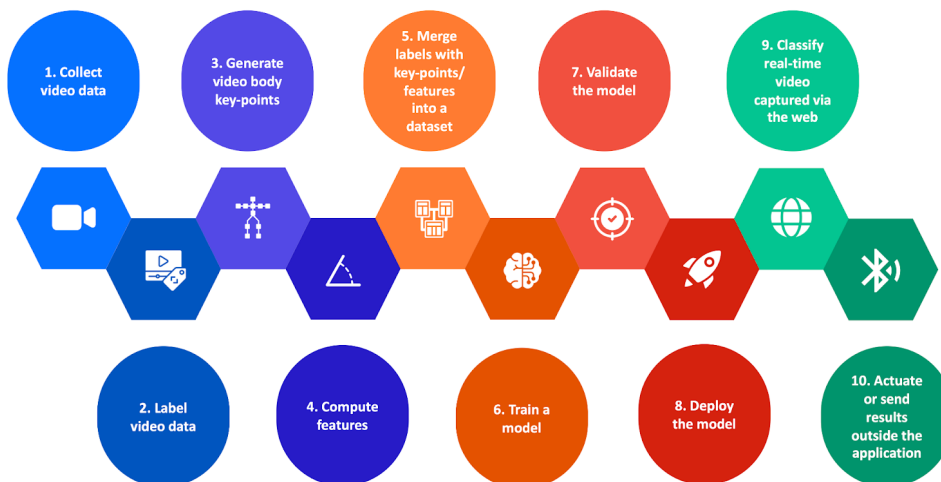 1. Collect
video data
3. Generate
video body
key-points
5. Merge
labels with
key-points/
features
into a
dataset
7. Validate
the model
9. Classify
real-time
video
captured via
the web
2. Label
video data
4. Compute
features
6. Train a
model
8. Deploy
the model
10. Actuate
or send
results
outside the
application